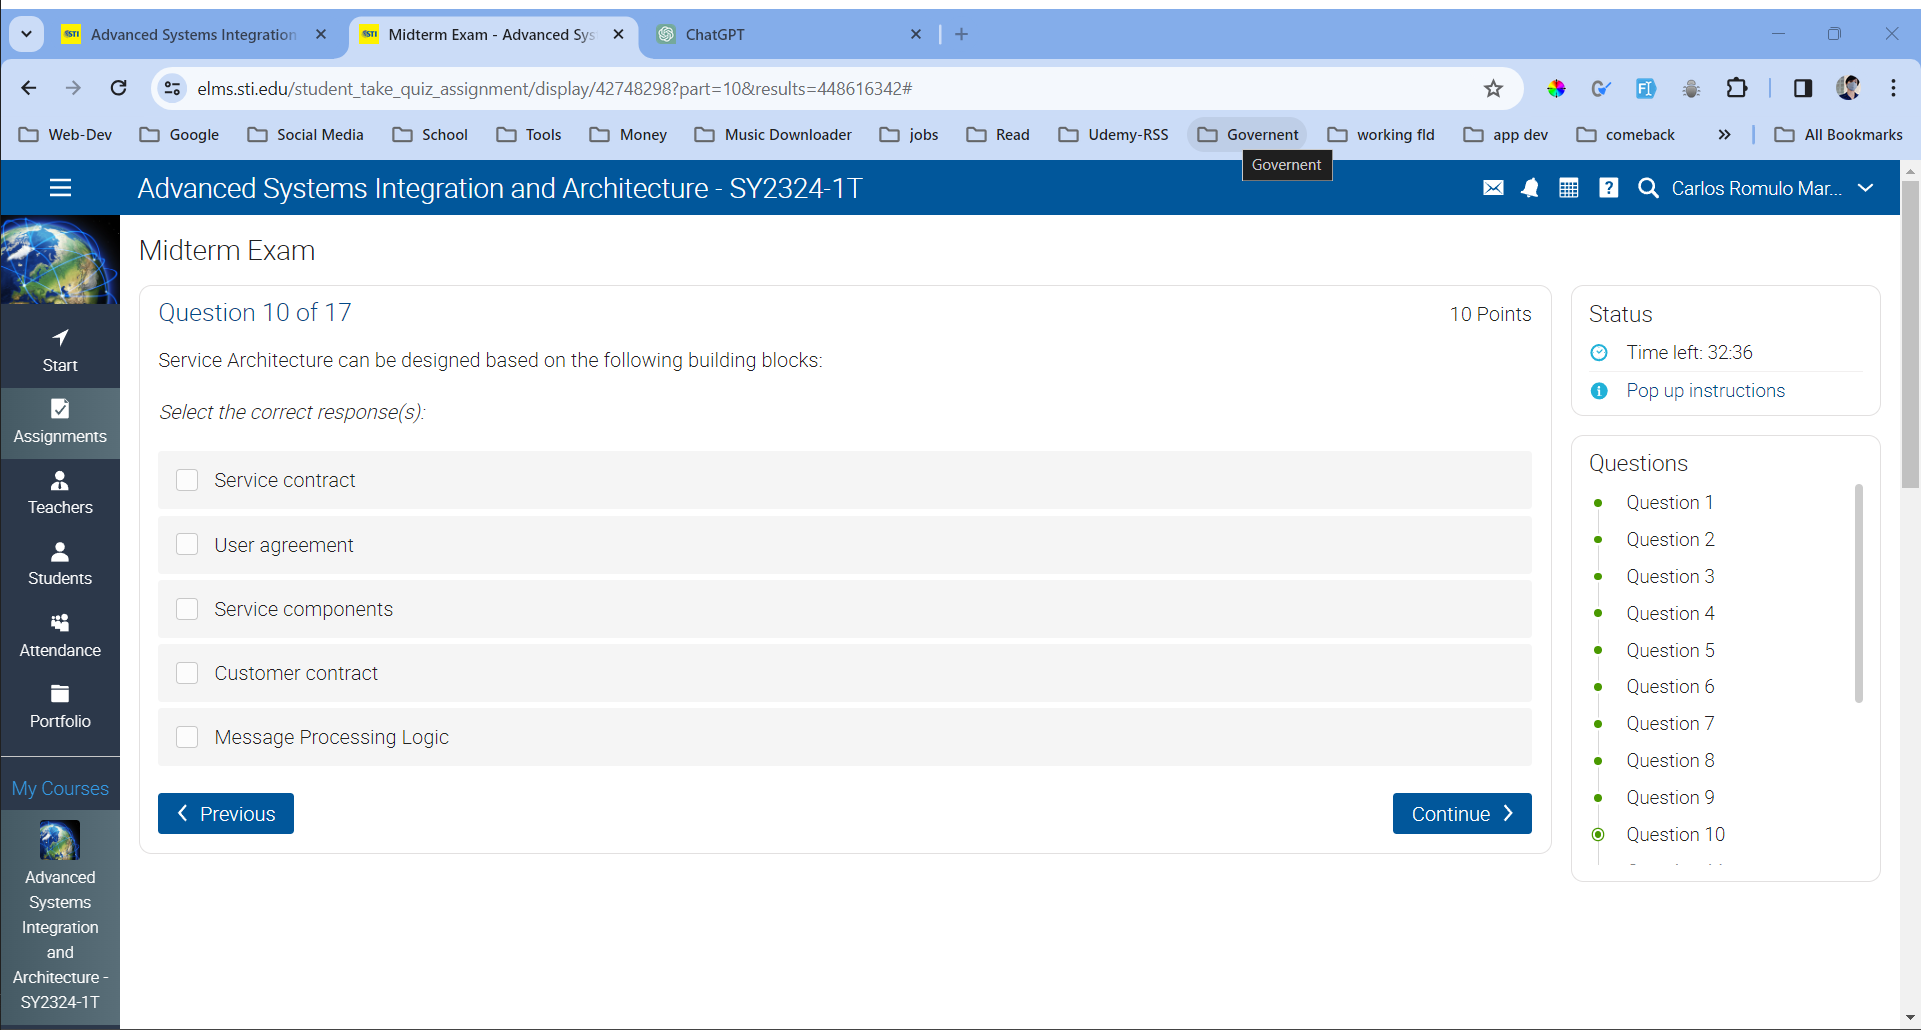 Advanced Systems Integration
Midterm Exam - Advanced Sys
ChatGPT
elms.sti.edu/student_take_quiz_assignment/display/42748298?part=10&results=448616342#
Web-Dev
Google
Social Media
School
Tools
Money
Music Downloader
jobs
Read
Udemy-RSS
Governent
working fld
app dev
comeback
All Bookmarks
Governent
Advanced Systems Integration and Architecture - SY2324-1T
Carlos Romulo Mar...
Start
Assignments
Teachers
Students
Attendance
Portfolio
My Courses
Advanced
Systems
Integration
and
Architecture -
SY2324-1T
Midterm Exam
Question 10 of 17
10 Points
Service Architecture can be designed based on the following building blocks:
Select the correct response(s):
Service contract
User agreement
Service components
Customer contract
Message Processing Logic
Previous
Continue
Status
Time left: 32:36
Pop up instructions
Questions
Question 1
Question 2
Question 3
Question 4
Question 5
Question 6
Question 7
Question 8
Question 9
Question 10